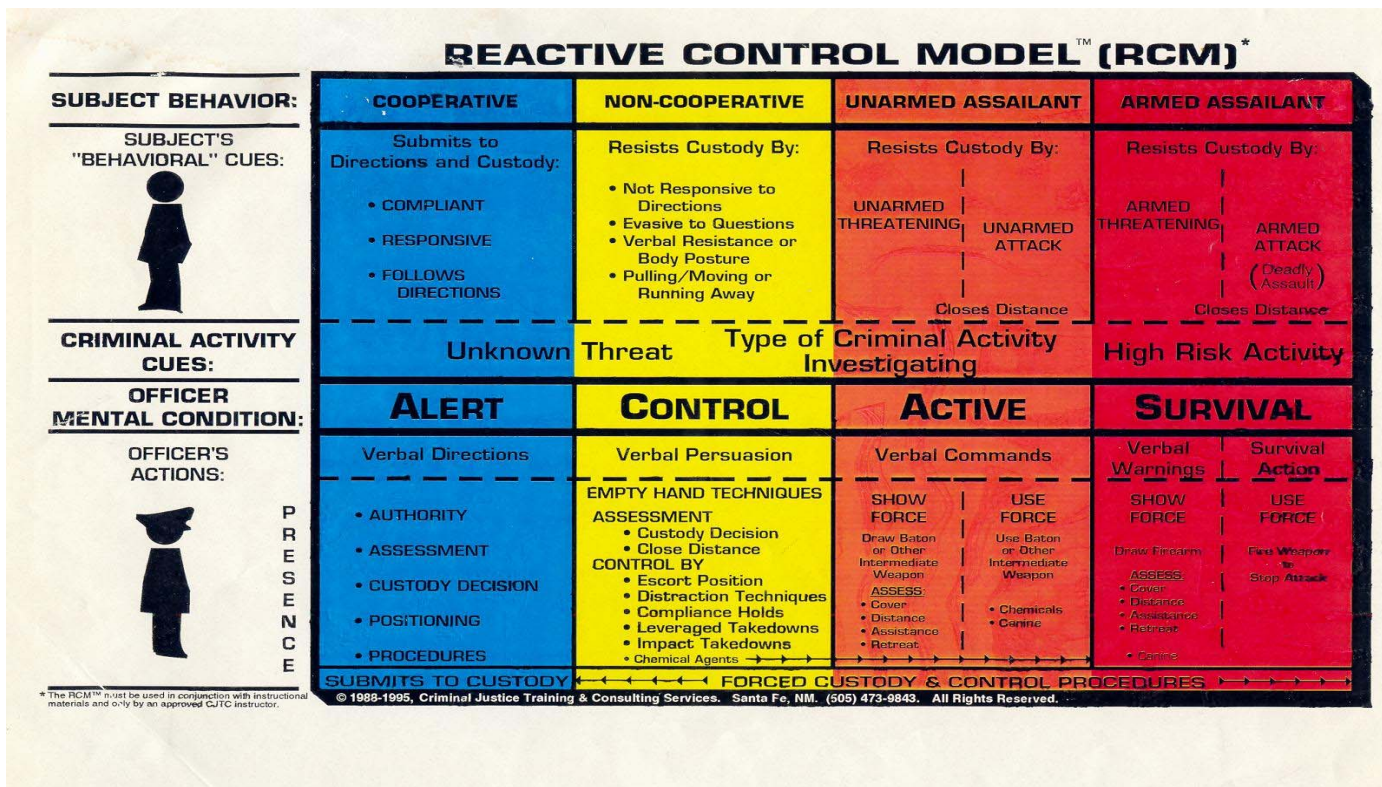 REACTIVE CONTROL MODEL™ (RCM)*
SUBJECT BEHAVIOR:
COOPERATIVE
NON-COOPERATIVE
UNARMED ASSAILANT
ARMED ASSAILANT
SUBJECT'S
"BEHAVIORAL" CUES:
Submits to
Directions and Custody:
• COMPLIANT
• RESPONSIVE
• FOLLOWS
DIRECTIONS
Resists Custody By:
• Not Responsive to
Directions
• Evasive to Questions
• Verbal Resistance or
Body Posture
• Pulling/Moving or
Running Away
Resists Custody By:
UNARMED
THREATENING
UNARMED
ATTACK
Closes Distance
Resists Custody By:
ARMED
THREATENING
ARMED
ATTACK
(Deadly
Assault)
Closes Distance
CRIMINAL ACTIVITY
CUES:
Unknown Threat
Type of Criminal Activity
Investigating
High Risk Activity
OFFICER
MENTAL CONDITION:
ALERT
CONTROL
ACTIVE
SURVIVAL
OFFICER'S
ACTIONS:
PRESENCE
Verbal Directions
• AUTHORITY
• ASSESSMENT
• CUSTODY DECISION
• POSITIONING
• PROCEDURES
Verbal Persuasion
EMPTY HAND TECHNIQUES
ASSESSMENT
• Custody Decision
• Close Distance
CONTROL BY
• Escort Position
• Distraction Techniques
• Compliance Holds
• Leveraged Takedowns
• Impact Takedowns
• Chemical Agents
Verbal Commands
SHOW
FORCE
Draw Baton
or Other
Intermediate
Weapon
ASSESS:
• Cover
• Distance
• Assistance
• Retreat
USE
FORCE
Use Baton
or Other
Intermediate
Weapon
• Chemicals
• Canine
Verbal
Warnings
SHOW
FORCE
Draw Firearm
ASSESS:
• Cover
• Distance
• Assistance
• Retreat
• Canine
Survival
Action
USE
FORCE
Fire Weapon
to
Stop Attack
SUBMITS TO CUSTODY
FORCED CUSTODY & CONTROL PROCEDURES
* The RCM™ must be used in conjunction with instructional
materials and only by an approved CJTC instructor.
© 1988-1995, Criminal Justice Training & Consulting Services. Santa Fe, NM. (505) 473-9843. All Rights Reserved.